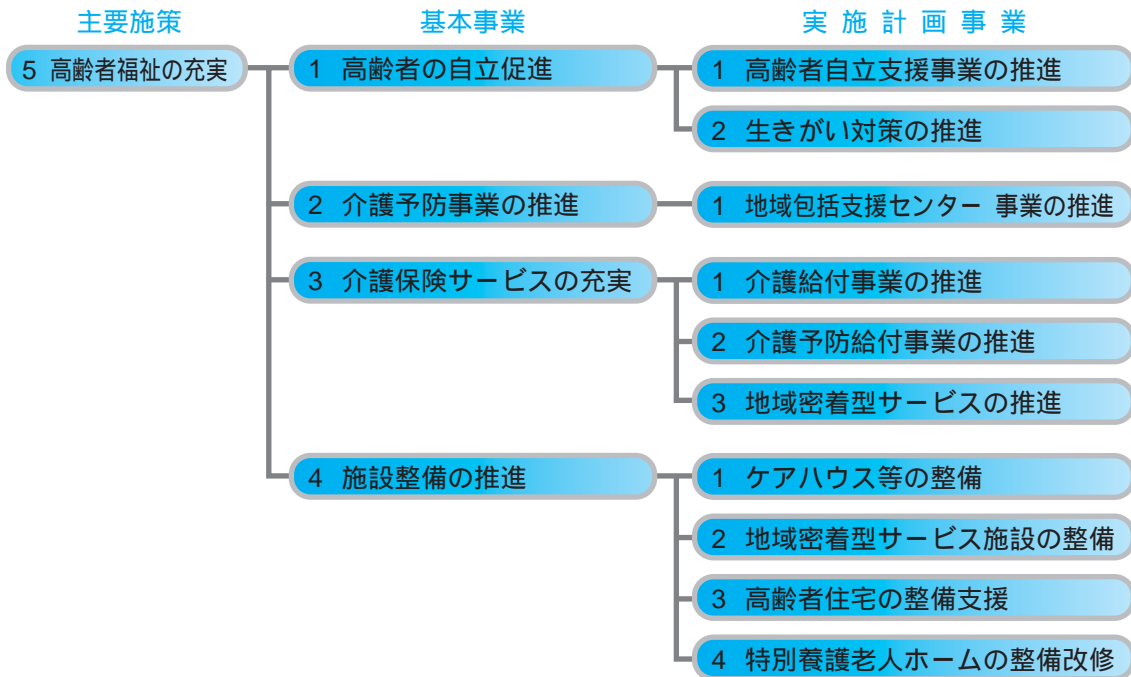 主要施策
基本事業
実施計画事業
5 高齢者福祉の充実
1 高齢者の自立促進
1 高齢者自立支援事業の推進
2 生きがい対策の推進
2 介護予防事業の推進
1 地域包括支援センター 事業の推進
3 介護保険サービスの充実
1 介護給付事業の推進
2 介護予防給付事業の推進
3 地域密着型サービスの推進
4 施設整備の推進
1 ケアハウス等の整備
2 地域密着型サービス施設の整備
3 高齢者住宅の整備支援
4 特別養護老人ホームの整備改修